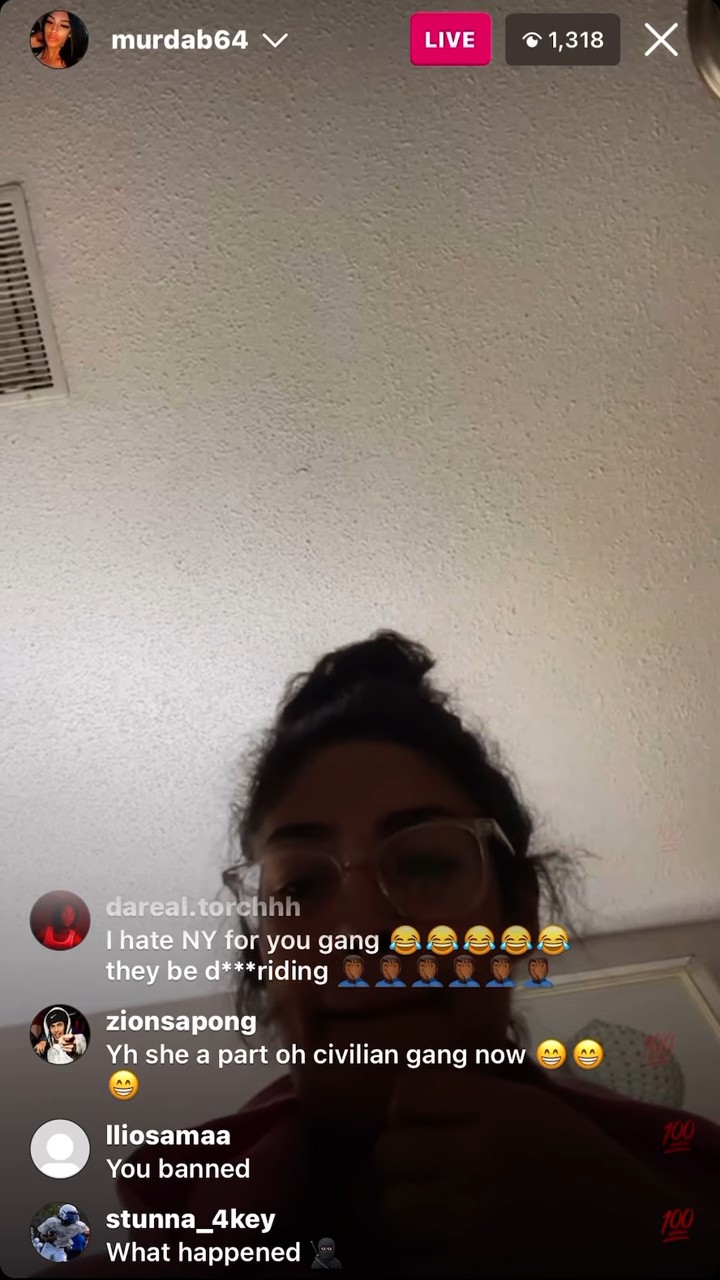 murdab64
LIVE
1,318
dareal.torchhh
I hate NY for you gang 😂😂😂😂😂
they be d***riding 🤦🏾‍♂️🤦🏾‍♂️🤦🏾‍♂️🤦🏾‍♂️🤦🏾‍♂️🤦🏾‍♂️
zionsapong
Yh she a part oh civilian gang now 😁😁
😁
lliosamaa
You banned
stunna_4key
What happened 🥷🏿